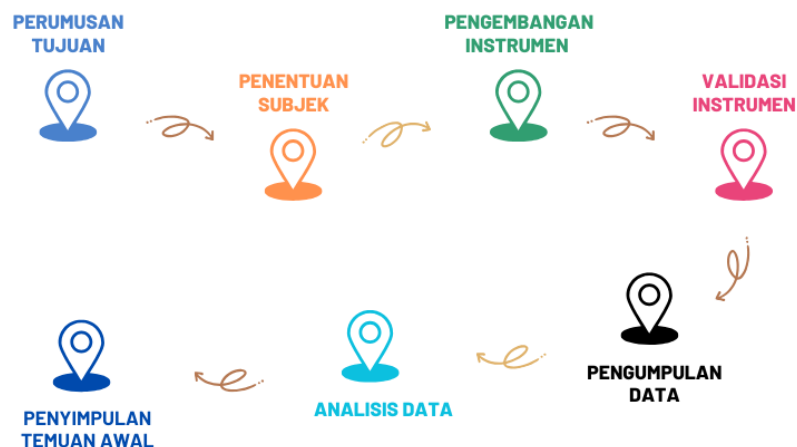 PERUMUSAN
TUJUAN
PENENTUAN
SUBJEK
PENGEMBANGAN
INSTRUMEN
VALIDASI
INSTRUMEN
PENGUMPULAN
DATA
ANALISIS DATA
PENYIMPULAN
TEMUAN AWAL